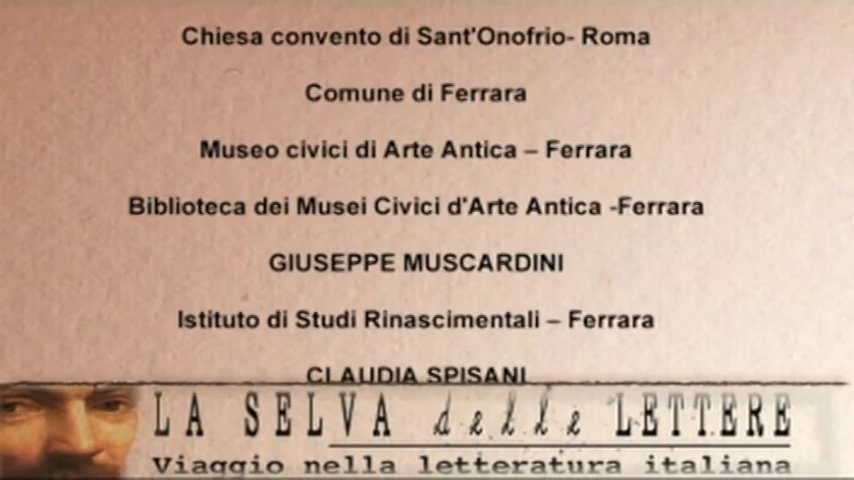 Chiesa convento di Sant'Onofrio- Roma
Comune di Ferrara
Museo civici di Arte Antica – Ferrara
Biblioteca dei Musei Civici d'Arte Antica -Ferrara
GIUSEPPE MUSCARDINI
Istituto di Studi Rinascimentali – Ferrara
CLAUDIA SPISANI
LA SELVA delle LETTERE
Viaggio nella letteratura italiana